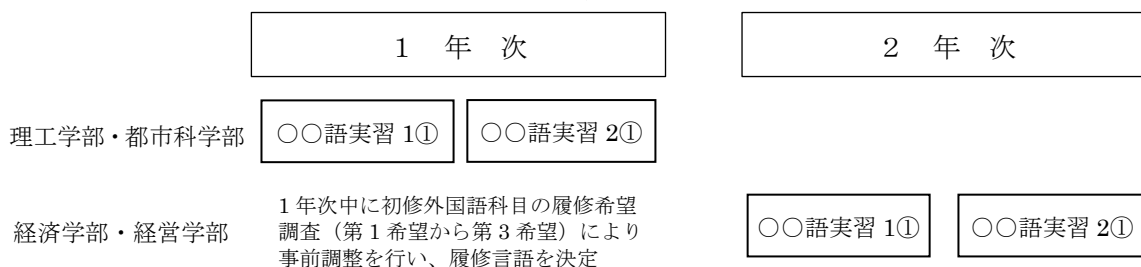 1 年 次
2 年 次
理工学部・都市科学部
○○語実習 1①
○○語実習 2①
経済学部・経営学部
1 年次中に初修外国語科目の履修希望
調査（第 1 希望から第 3 希望）により
事前調整を行い、履修言語を決定
○○語実習 1①
○○語実習 2①